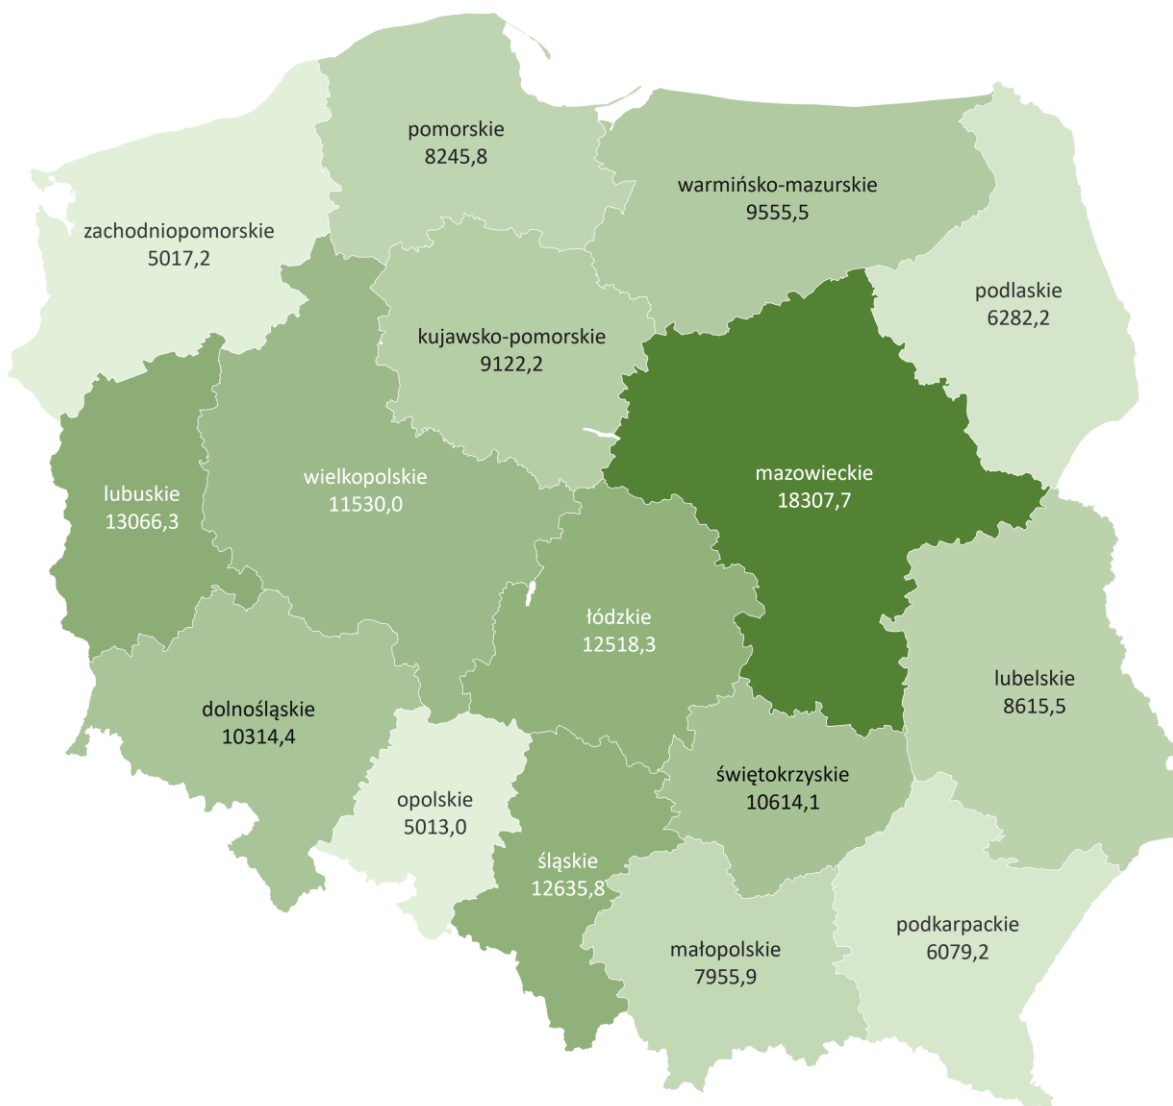 pomorskie
8245,8
warmińsko-mazurskie
9555,5
zachodniopomorskie
5017,2
podlaskie
6282,2
kujawsko-pomorskie
9122,2
lubuskie
13066,3
wielkopolskie
11530,0
mazowieckie
18307,7
łódzkie
12518,3
lubelskie
8615,5
dolnośląskie
10314,4
świętokrzyskie
10614,1
opolskie
5013,0
śląskie
12635,8
małopolskie
7955,9
podkarpackie
6079,2